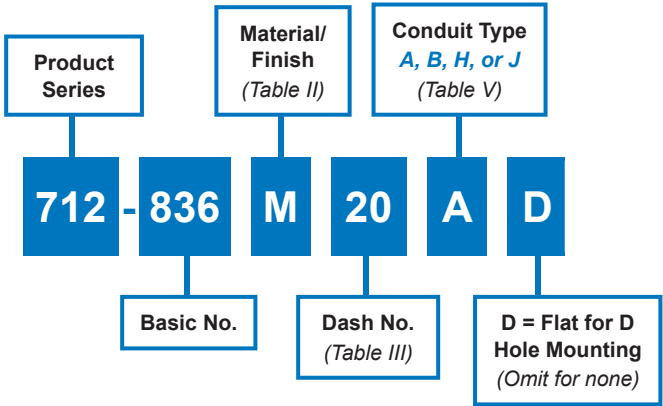 Product
Series
Material/
Finish
(Table II)
Conduit Type
A, B, H, or J
(Table V)
712 - 836 M 20 A D
Basic No.
Dash No.
(Table III)
D = Flat for D
Hole Mounting
(Omit for none)